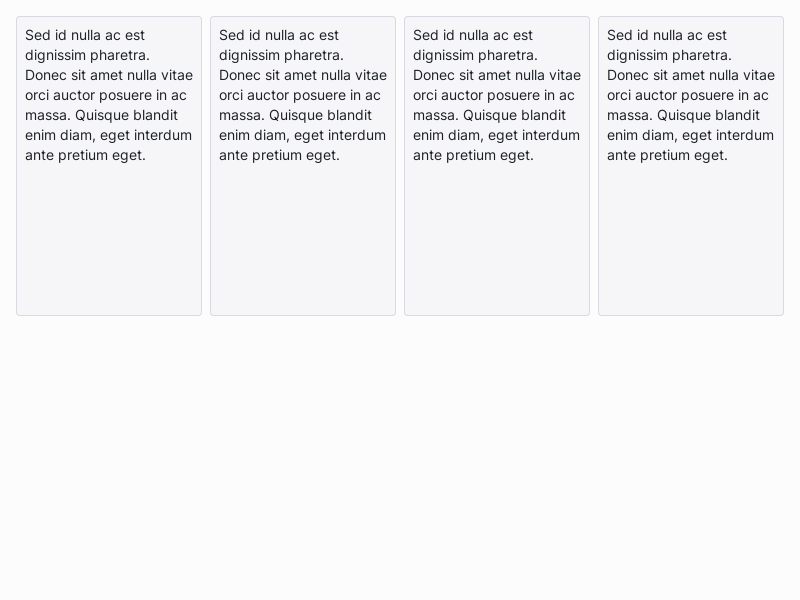 Sed id nulla ac est
dignissim pharetra.
Donec sit amet nulla vitae
orci auctor posuere in ac
massa. Quisque blandit
enim diam, eget interdum
ante pretium eget.
Sed id nulla ac est
dignissim pharetra.
Donec sit amet nulla vitae
orci auctor posuere in ac
massa. Quisque blandit
enim diam, eget interdum
ante pretium eget.
Sed id nulla ac est
dignissim pharetra.
Donec sit amet nulla vitae
orci auctor posuere in ac
massa. Quisque blandit
enim diam, eget interdum
ante pretium eget.
Sed id nulla ac est
dignissim pharetra.
Donec sit amet nulla vitae
orci auctor posuere in ac
massa. Quisque blandit
enim diam, eget interdum
ante pretium eget.